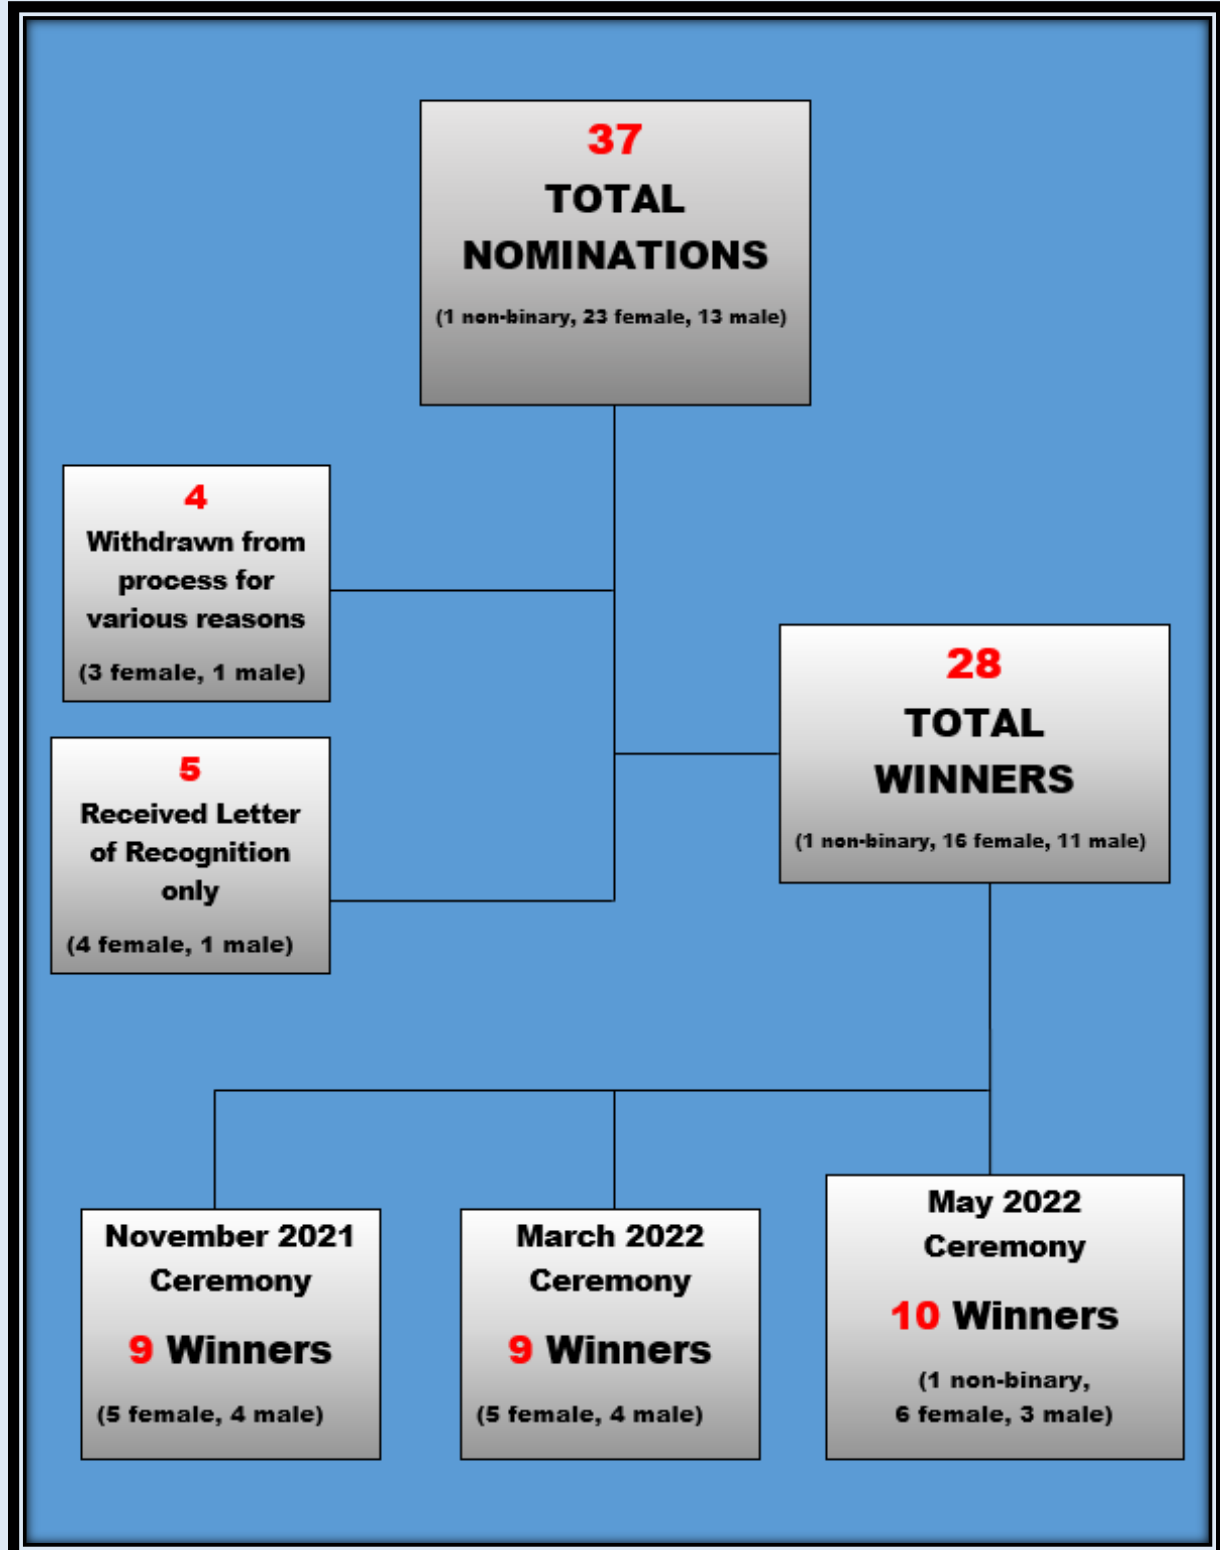 37
TOTAL
NOMINATIONS
(1 non-binary, 23 female, 13 male)
4
Withdrawn from
process for
various reasons
(3 female, 1 male)
5
Received Letter
of Recognition
only
(4 female, 1 male)
28
TOTAL
WINNERS
(1 non-binary, 16 female, 11 male)
November 2021
Ceremony
9 Winners
(5 female, 4 male)
March 2022
Ceremony
9 Winners
(5 female, 4 male)
May 2022
Ceremony
10 Winners
(1 non-binary,
6 female, 3 male)